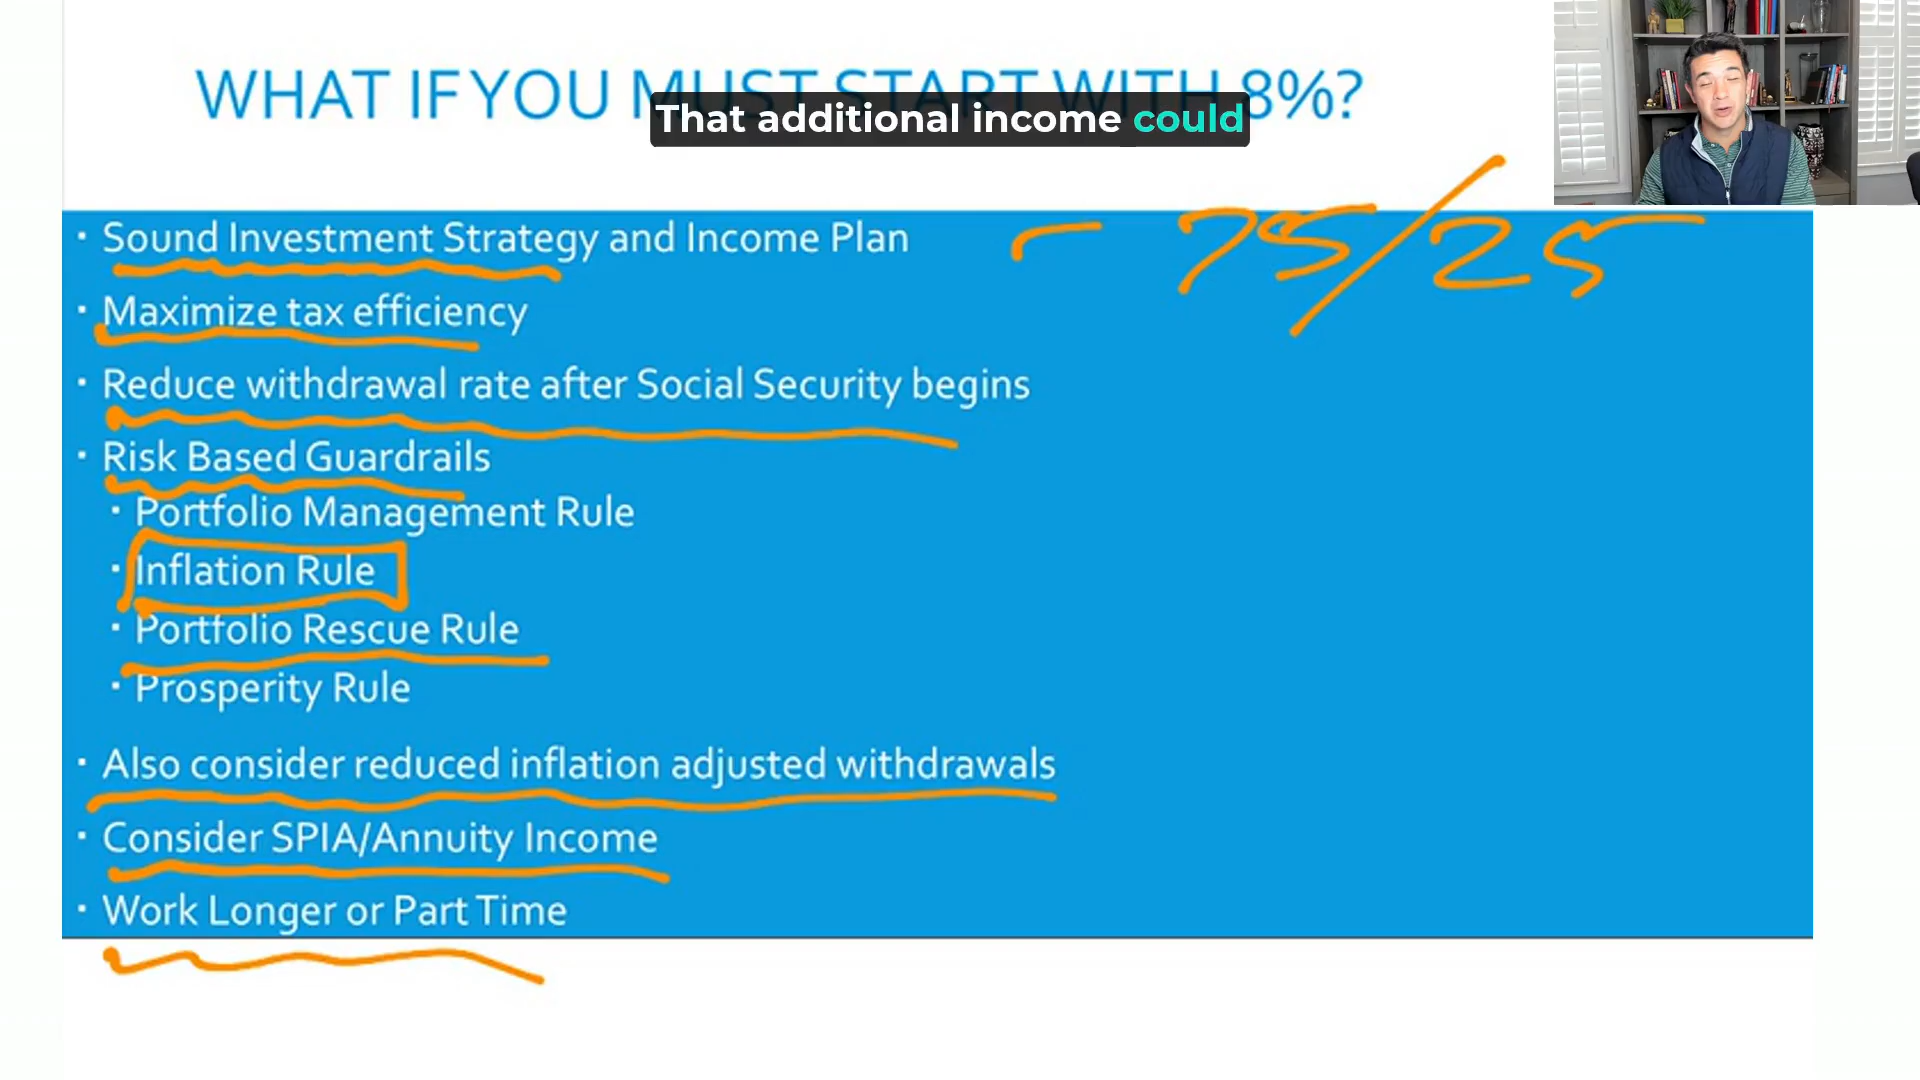 WHAT IF YOU MUST START WITH 8%?
That additional income could
· Sound Investment Strategy and Income Plan - 75/25
· Maximize tax efficiency
· Reduce withdrawal rate after Social Security begins
· Risk Based Guardrails
· Portfolio Management Rule
· Inflation Rule
· Portfolio Rescue Rule
· Prosperity Rule
· Also consider reduced inflation adjusted withdrawals
· Consider SPIA/Annuity Income
· Work Longer or Part Time